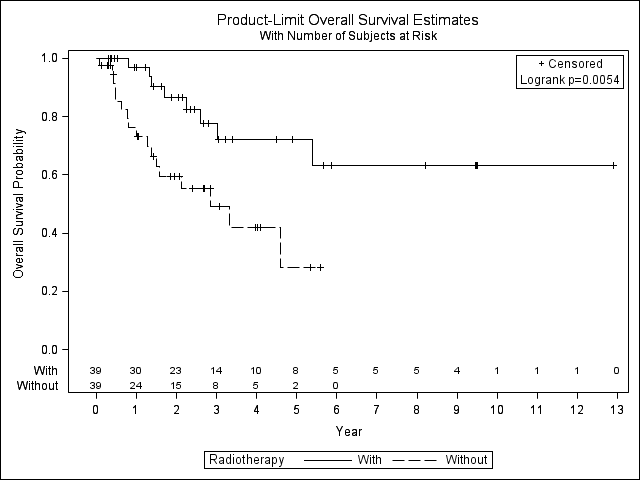 Product-Limit Overall Survival Estimates
With Number of Subjects at Risk
+ Censored
Logrank p=0.0054
Overall Survival Probability
1.0
0.8
0.6
0.4
0.2
0.0
With 39 30 23 14 10 8 5 5 5 4 1 1 1 0
Without 39 24 15 8 5 2 0
0 1 2 3 4 5 6 7 8 9 10 11 12 13
Year
Radiotherapy With Without